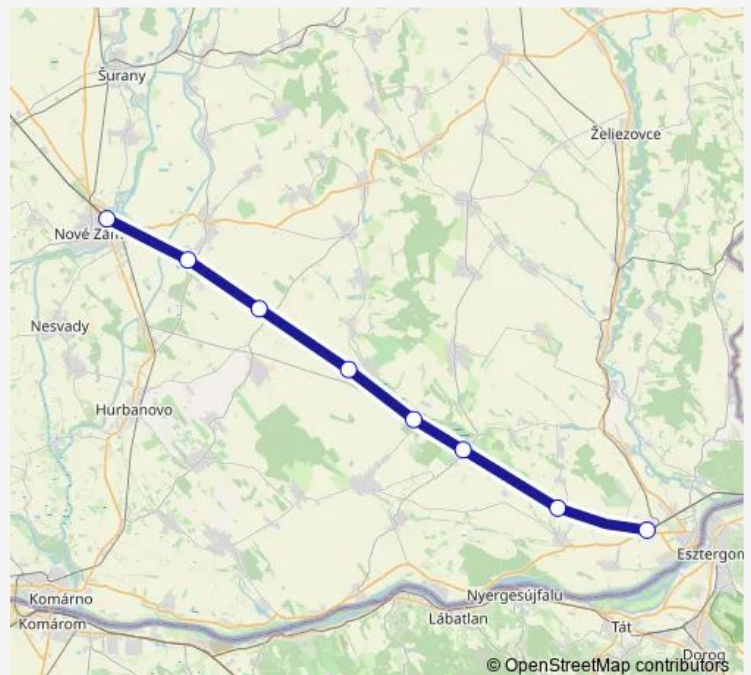 Šurany
Želiezovce
Nové Zám
Nesvady
Hurbanovo
Esztergom
Komárno
Nyergesújfalu
Komárom
Lábatlan
Tát
Dorog
© OpenStreetMap contributors